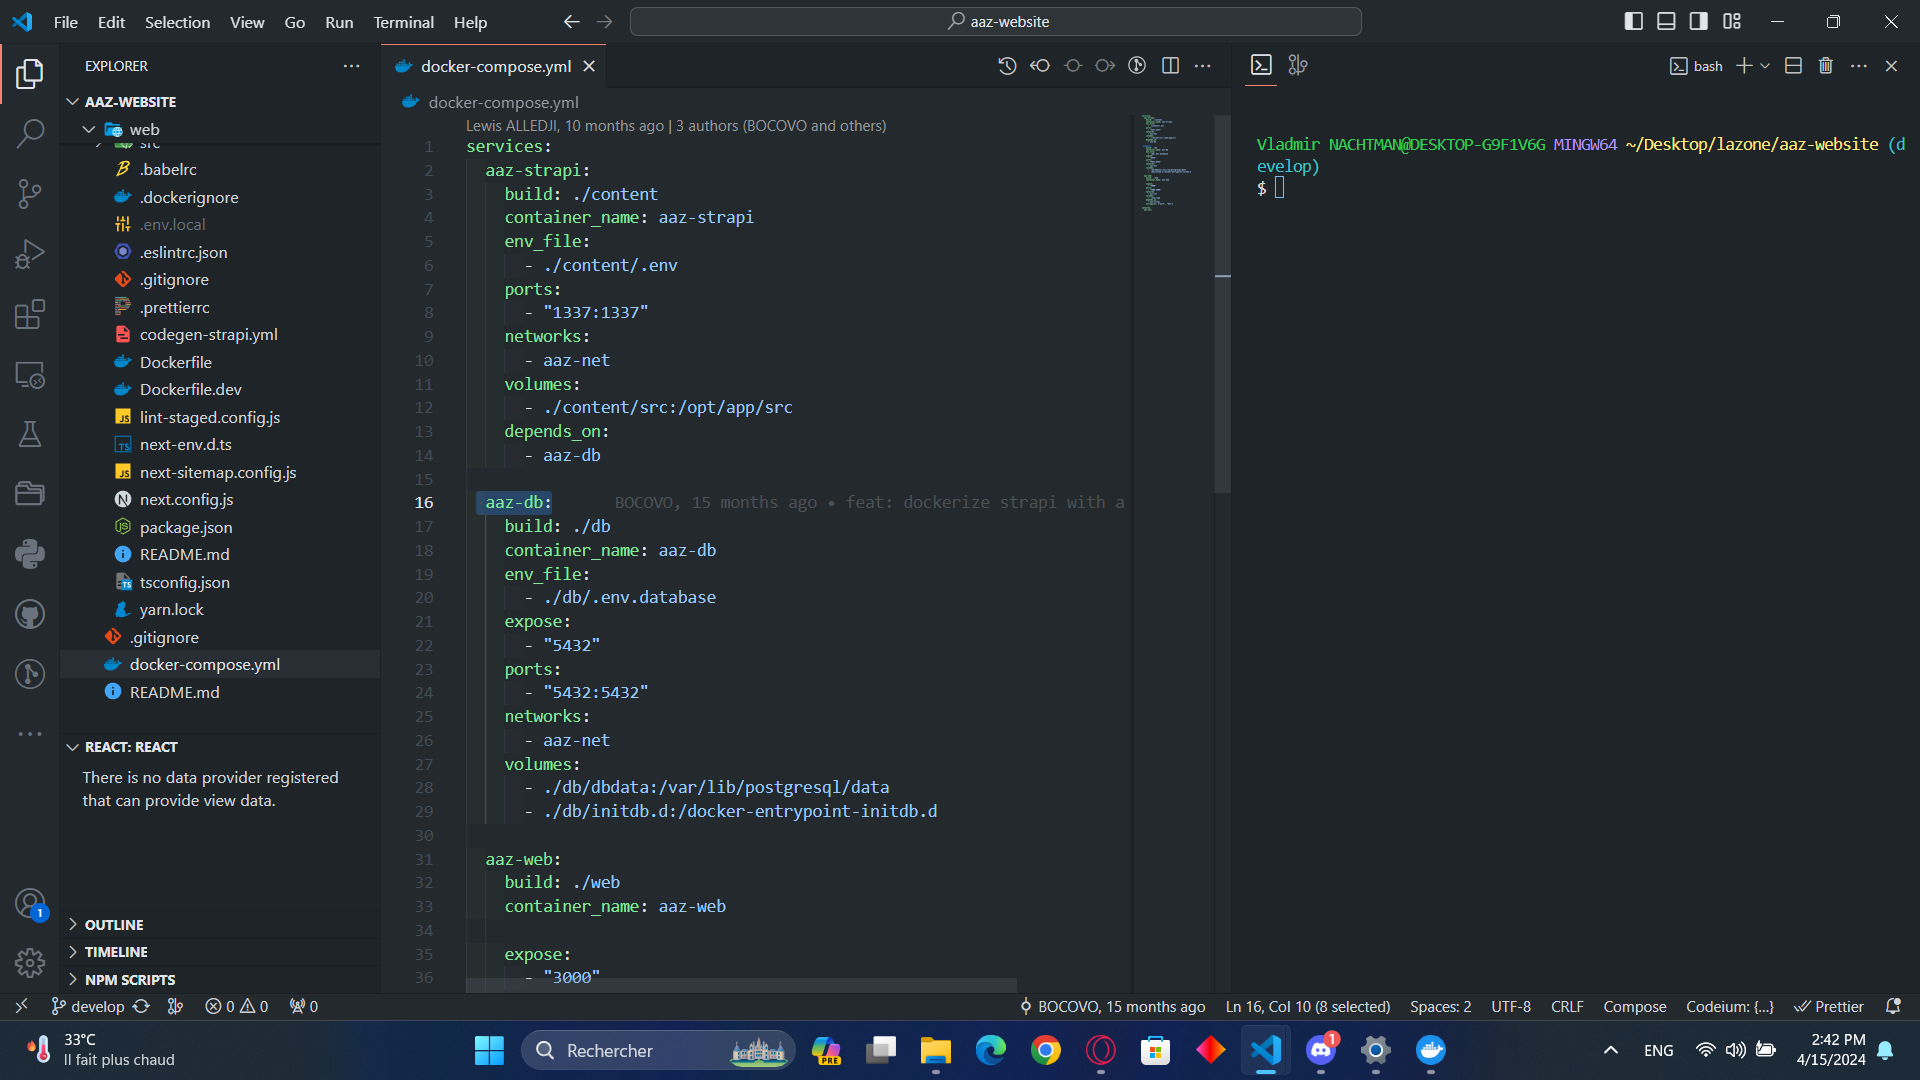 File Edit Selection View Go Run Terminal Help
aaz-website
EXPLORER
AAZ-WEBSITE
web
src
.babelrc
.dockerignore
.env.local
.eslintrc.json
.gitignore
.prettierrc
codegen-strapi.yml
Dockerfile
Dockerfile.dev
lint-staged.config.js
next-env.d.ts
next-sitemap.config.js
next.config.js
package.json
README.md
tsconfig.json
yarn.lock
.gitignore
docker-compose.yml
README.md
REACT: REACT
There is no data provider registered
that can provide view data.
OUTLINE
TIMELINE
NPM SCRIPTS
docker-compose.yml
docker-compose.yml
Lewis ALLEDJI, 10 months ago | 3 authors (BOCOVO and others)
1 services:
2 aaz-strapi:
3 build: ./content
4 container_name: aaz-strapi
5 env_file:
6 - ./content/.env
7 ports:
8 - "1337:1337"
9 networks:
10 - aaz-net
11 volumes:
12 - ./content/src:/opt/app/src
13 depends_on:
14 - aaz-db
15
16 aaz-db: BOCOVO, 15 months ago • feat: dockerize strapi with a
17 build: ./db
18 container_name: aaz-db
19 env_file:
20 - ./db/.env.database
21 expose:
22 - "5432"
23 ports:
24 - "5432:5432"
25 networks:
26 - aaz-net
27 volumes:
28 - ./db/dbdata:/var/lib/postgresql/data
29 - ./db/initdb.d:/docker-entrypoint-initdb.d
30
31 aaz-web:
32 build: ./web
33 container_name: aaz-web
34
35 expose:
36 - "3000"
bash
Vladmir NACHTMAN@DESKTOP-G9F1V6G MINGW64 ~/Desktop/lazone/aaz-website (d
evelop)
$
1
develop 0 0 0
BOCOVO, 15 months ago Ln 16, Col 10 (8 selected) Spaces: 2 UTF-8 CRLF Compose Codeium: {...} Prettier
33°C
Il fait plus chaud
Rechercher
PRE
1
ENG
2:42 PM
4/15/2024